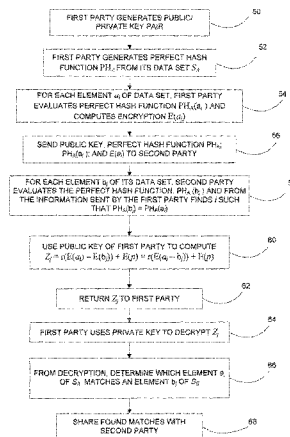 FIRST PARTY GENERATES PUBLIC/
PRIVATE KEY PAIR
50
FIRST PARTY GENERATES PERFECT HASH
FUNCTION PH_A FROM ITS DATA SET S_A
52
FOR EACH ELEMENT a_i OF DATA SET, FIRST PARTY
EVALUATES PERFECT HASH FUNCTION PH_A(a_i) AND
COMPUTES ENCRYPTION E(a_i)
54
SEND PUBLIC KEY, PERFECT HASH FUNCTION PH_A;
PH_A(a_i); AND E(a_i) TO SECOND PARTY
56
FOR EACH ELEMENT b_j OF ITS DATA SET, SECOND PARTY
EVALUATES THE PERFECT HASH FUNCTION, PH_A(b_j) AND FROM
THE INFORMATION SENT BY THE FIRST PARTY FINDS i SUCH
THAT PH_A(b_j) = PH_A(a_i)
USE PUBLIC KEY OF FIRST PARTY TO COMPUTE
Z_j = r(E(a_i) − E(b_j)) + E(p) = r(E(a_i − b_j)) + E(p)
60
RETURN Z_j TO FIRST PARTY
62
FIRST PARTY USES PRIVATE KEY TO DECRYPT Z_j
64
FROM DECRYPTION, DETERMINE WHICH ELEMENT a_i
OF S_A MATCHES AN ELEMENT b_j OF S_B
66
SHARE FOUND MATCHES WITH
SECOND PARTY
68